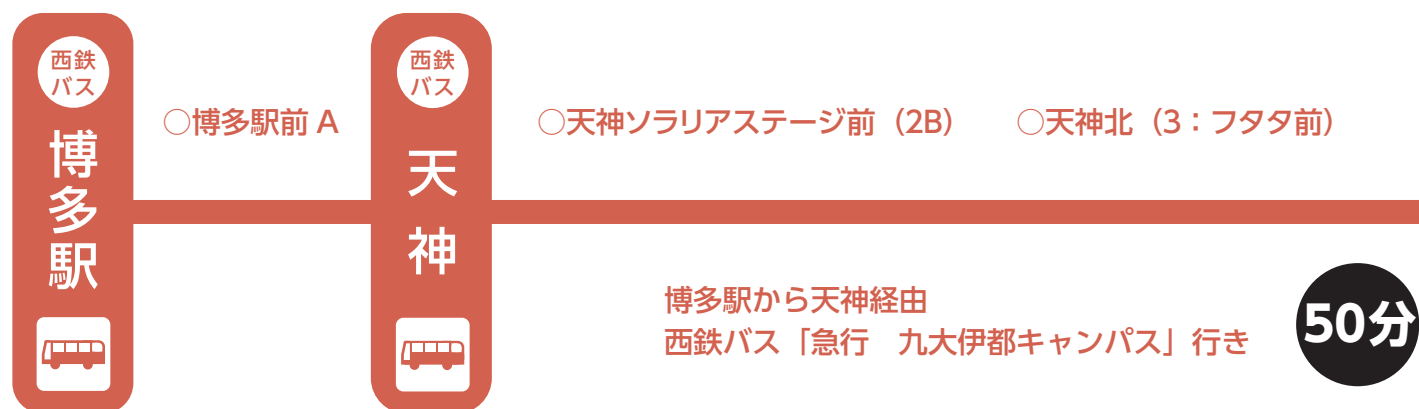 西鉄
バス
博多駅
○博多駅前 A
西鉄
バス
天神
○天神ソラリアステージ前（2B）
○天神北（3：フタタ前）
博多駅から天神経由
西鉄バス「急行　九大伊都キャンパス」行き
50分